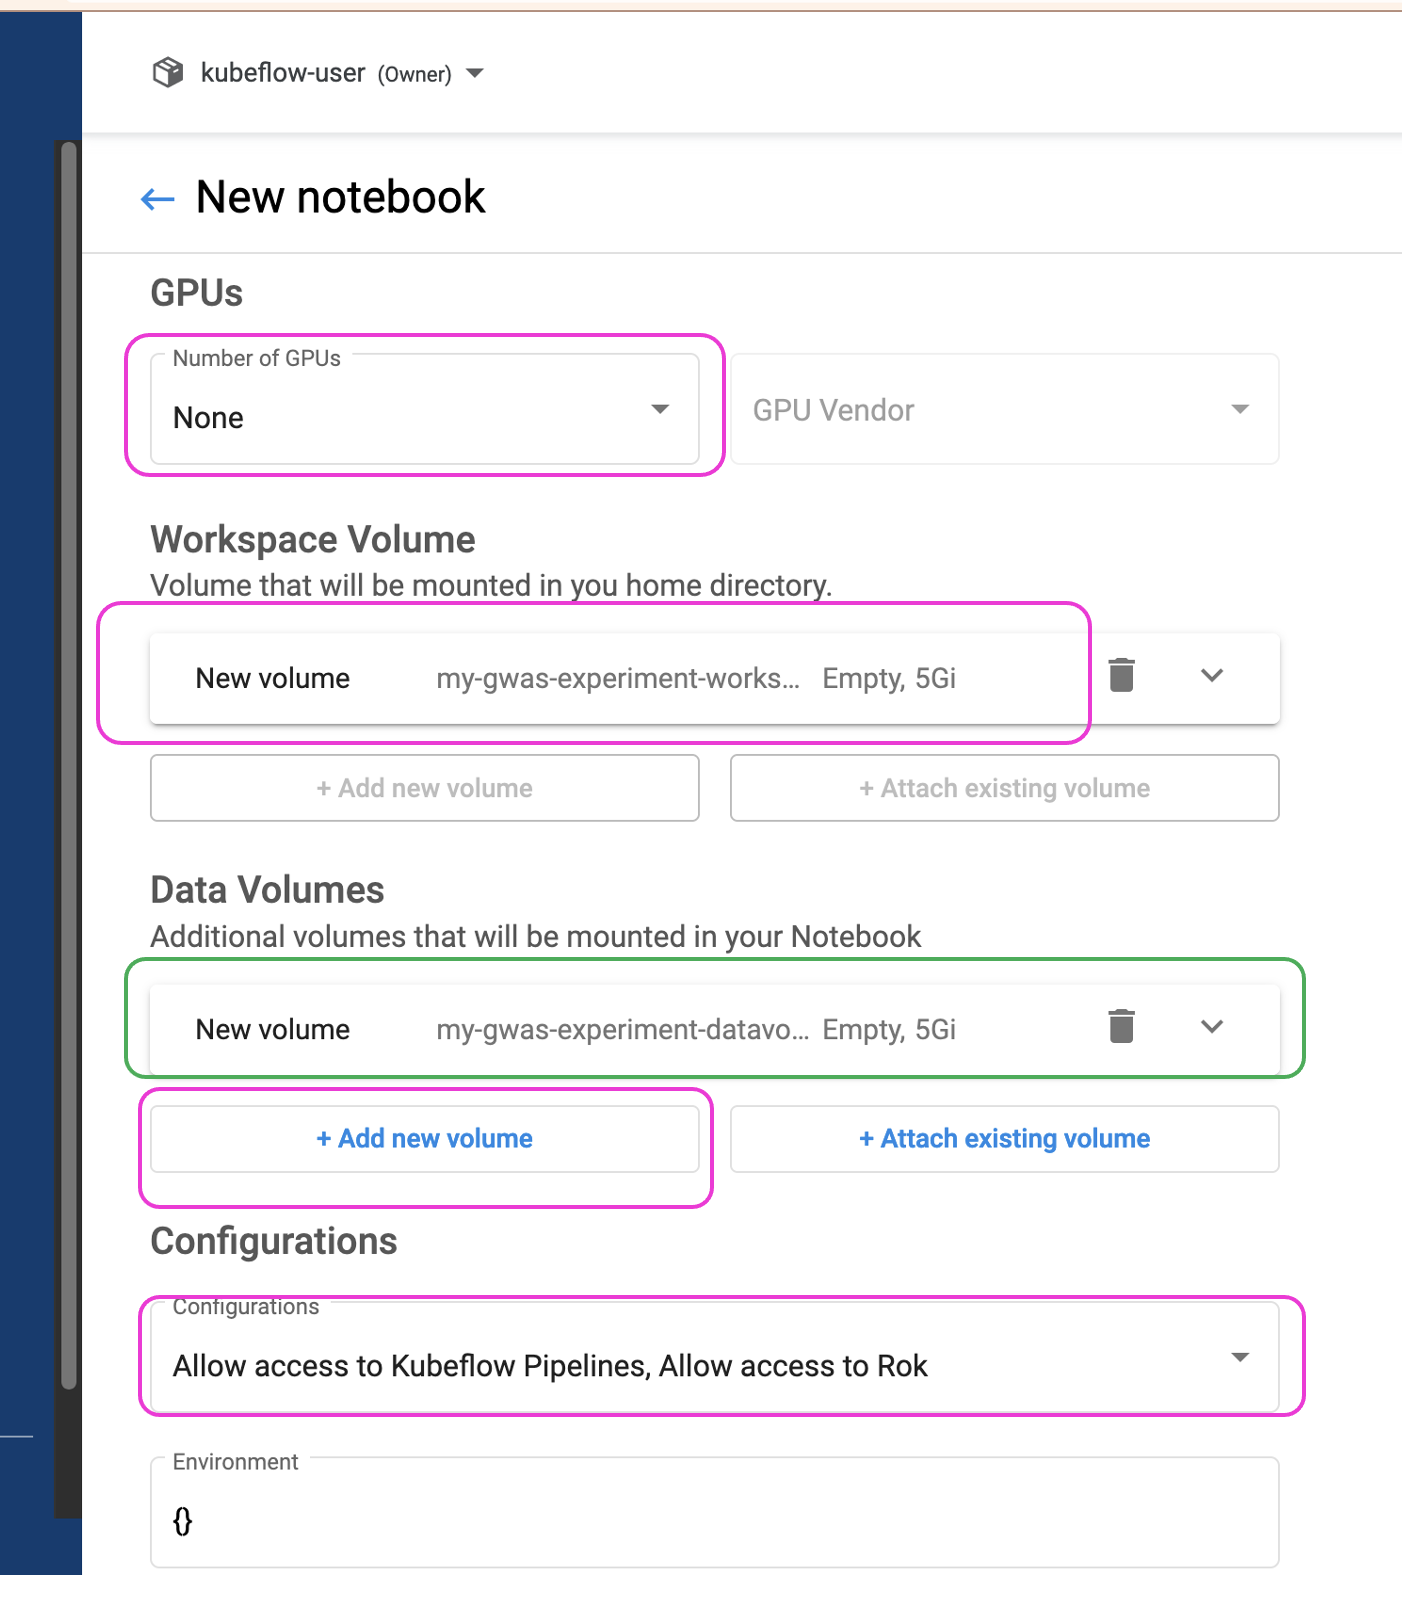 kubeflow-user (Owner)
New notebook
GPUs
Number of GPUs
None
GPU Vendor
Workspace Volume
Volume that will be mounted in you home directory.
New volume my-gwas-experiment-works... Empty, 5Gi
+ Add new volume
+ Attach existing volume
Data Volumes
Additional volumes that will be mounted in your Notebook
New volume my-gwas-experiment-datavo... Empty, 5Gi
+ Add new volume
+ Attach existing volume
Configurations
Configurations
Allow access to Kubeflow Pipelines, Allow access to Rok
Environment
{}